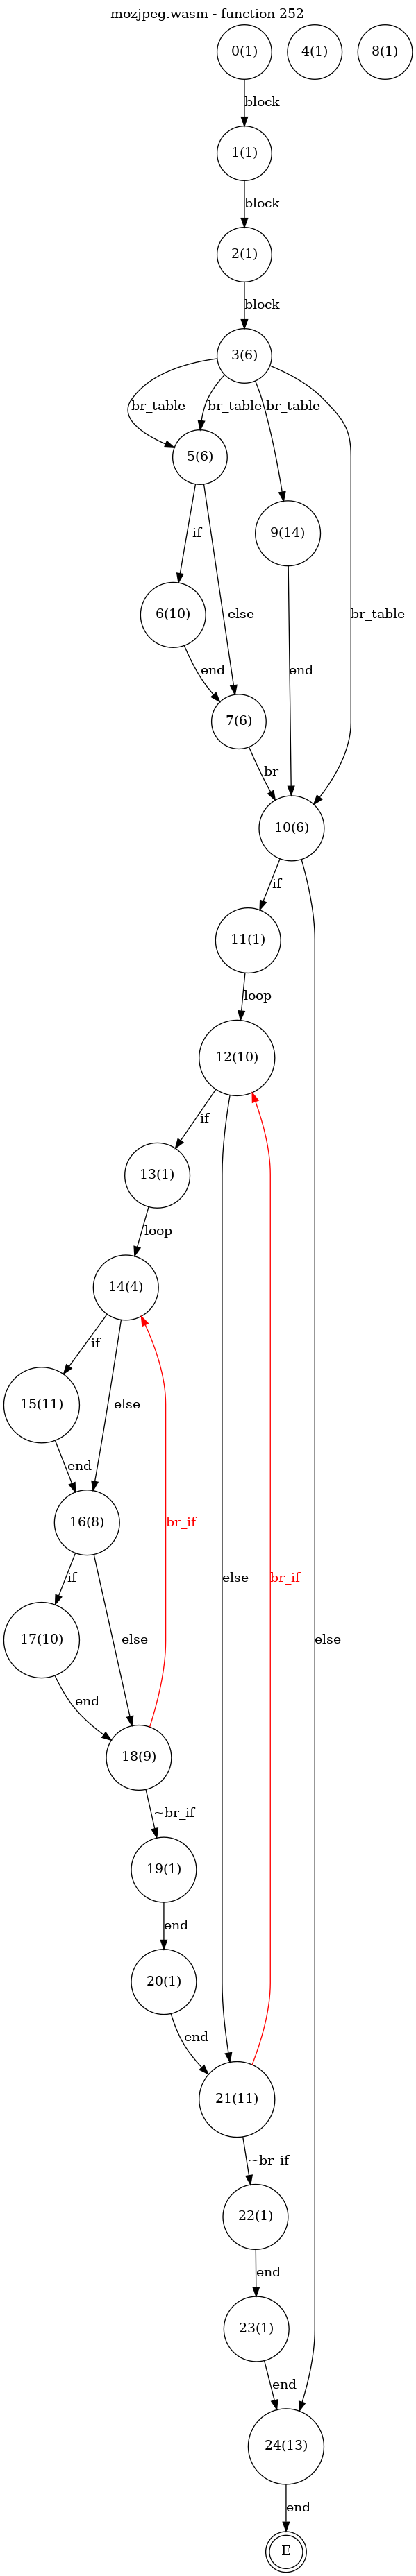 mozjpeg.wasm - function 252
0(1)
4(1)
8(1)
block
1(1)
block
2(1)
block
3(6)
br_table
br_table
br_table
5(6)
9(14)
if
6(10)
else
br_table
end
end
7(6)
br
10(6)
if
11(1)
loop
12(10)
if
13(1)
loop
14(4)
if
15(11)
else
end
16(8)
br_if
else
br_if
if
17(10)
else
else
end
18(9)
~br_if
19(1)
end
20(1)
end
21(11)
~br_if
22(1)
end
23(1)
end
24(13)
end
E